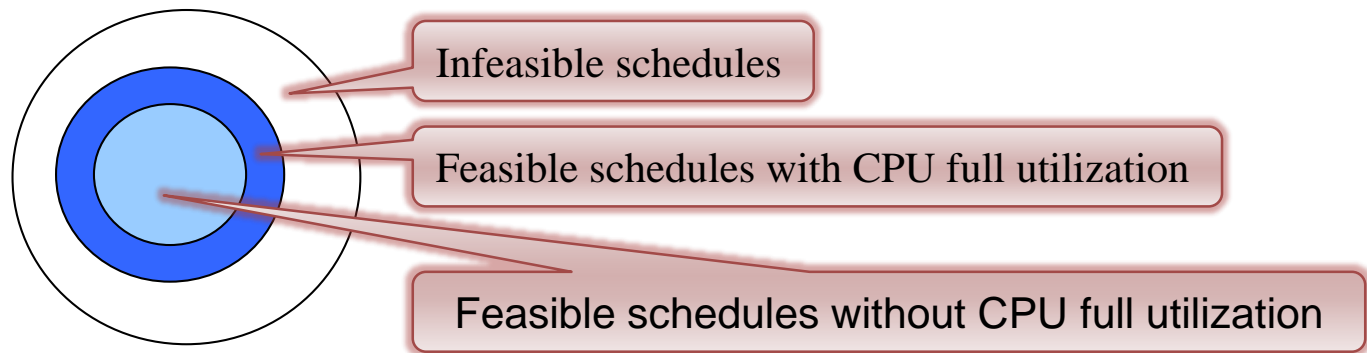 Infeasible schedules
Feasible schedules with CPU full utilization
Feasible schedules without CPU full utilization